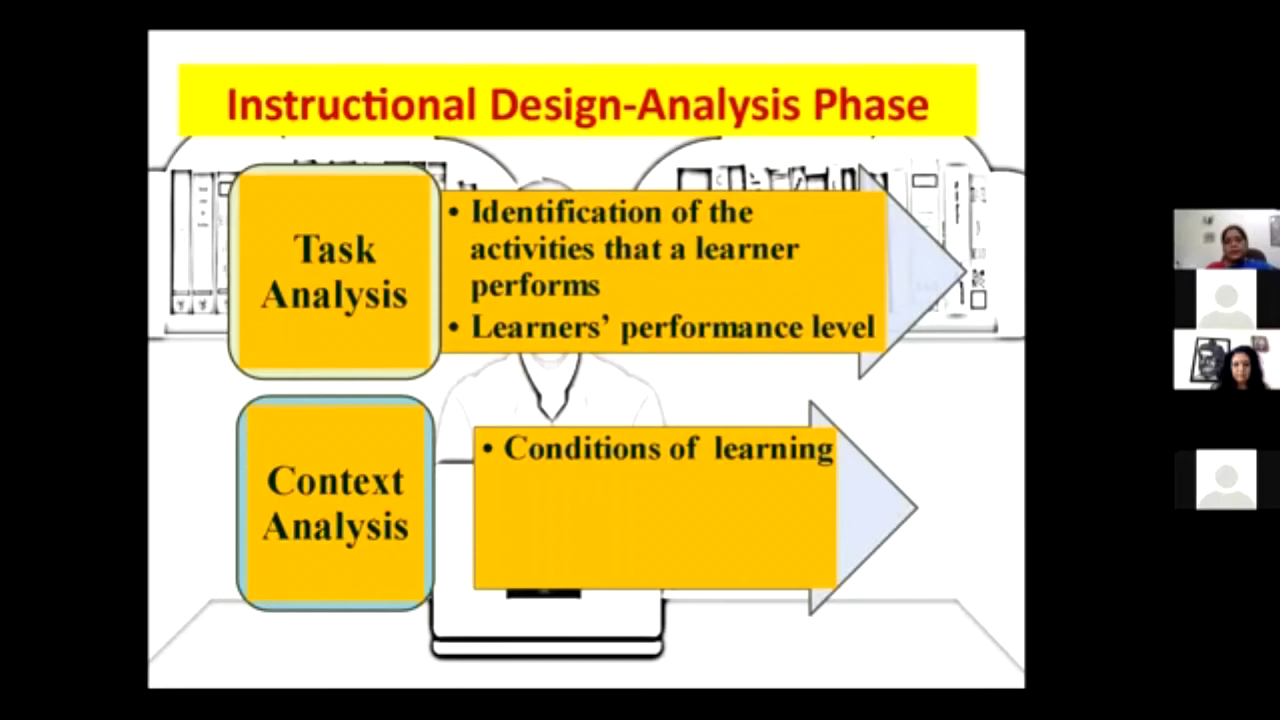 Instructional Design-Analysis Phase
Task
Analysis
• Identification of the
activities that a learner
performs
• Learners’ performance level
Context
Analysis
• Conditions of learning